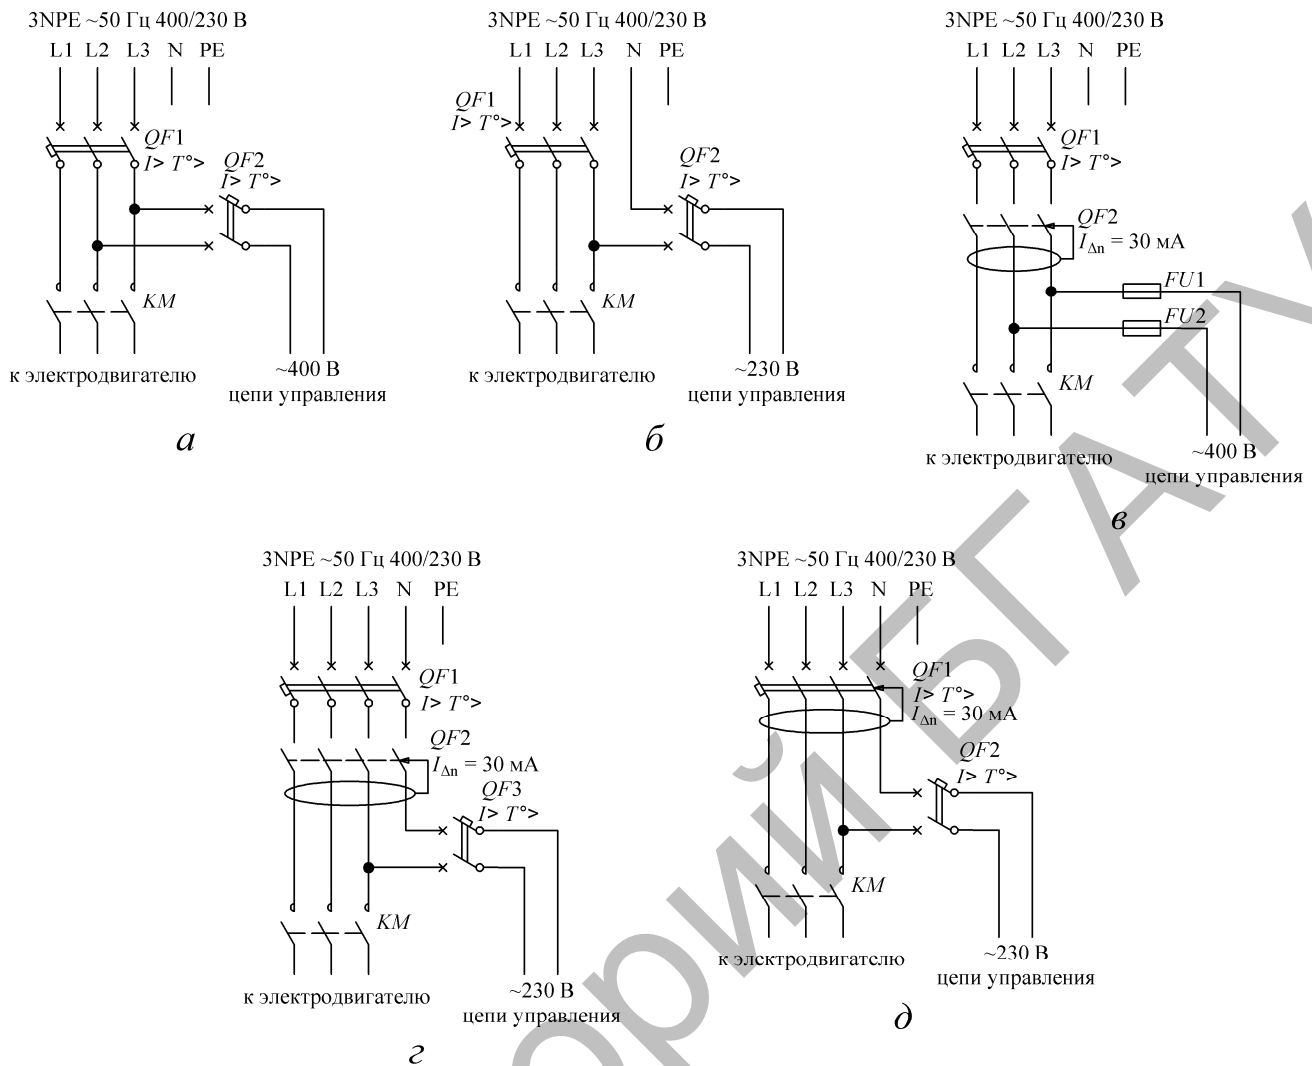 3NPE ~50 Гц 400/230 В
L1 L2 L3 N PE
QF1
I> T°>
QF2
I> T°>
KM
к электродвигателю
~400 В
цепи управления
а
3NPE ~50 Гц 400/230 В
L1 L2 L3 N PE
QF1
I> T°>
QF2
I> T°>
KM
к электродвигателю
~230 В
цепи управления
б
3NPE ~50 Гц 400/230 В
L1 L2 L3 N PE
QF1
I> T°>
QF2
IΔn = 30 мА
FU1
FU2
KM
к электродвигателю
~400 В
цепи управления
в
3NPE ~50 Гц 400/230 В
L1 L2 L3 N PE
QF1
I> T°>
QF2
IΔn = 30 мА
QF3
I> T°>
KM
к электродвигателю
~230 В
цепи управления
г
3NPE ~50 Гц 400/230 В
L1 L2 L3 N PE
QF1
I> T°>
IΔn = 30 мА
QF2
I> T°>
KM
к электродвигателю
~230 В
цепи управления
д
орий БГАТУ